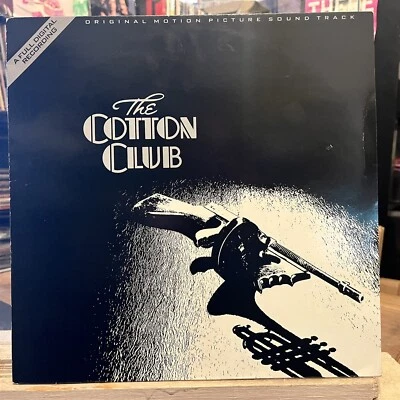 ORIGINAL MOTION PICTURE SOUND TRACK
A FULL DIGITAL
RECORDING
The
COTTON
CLUB